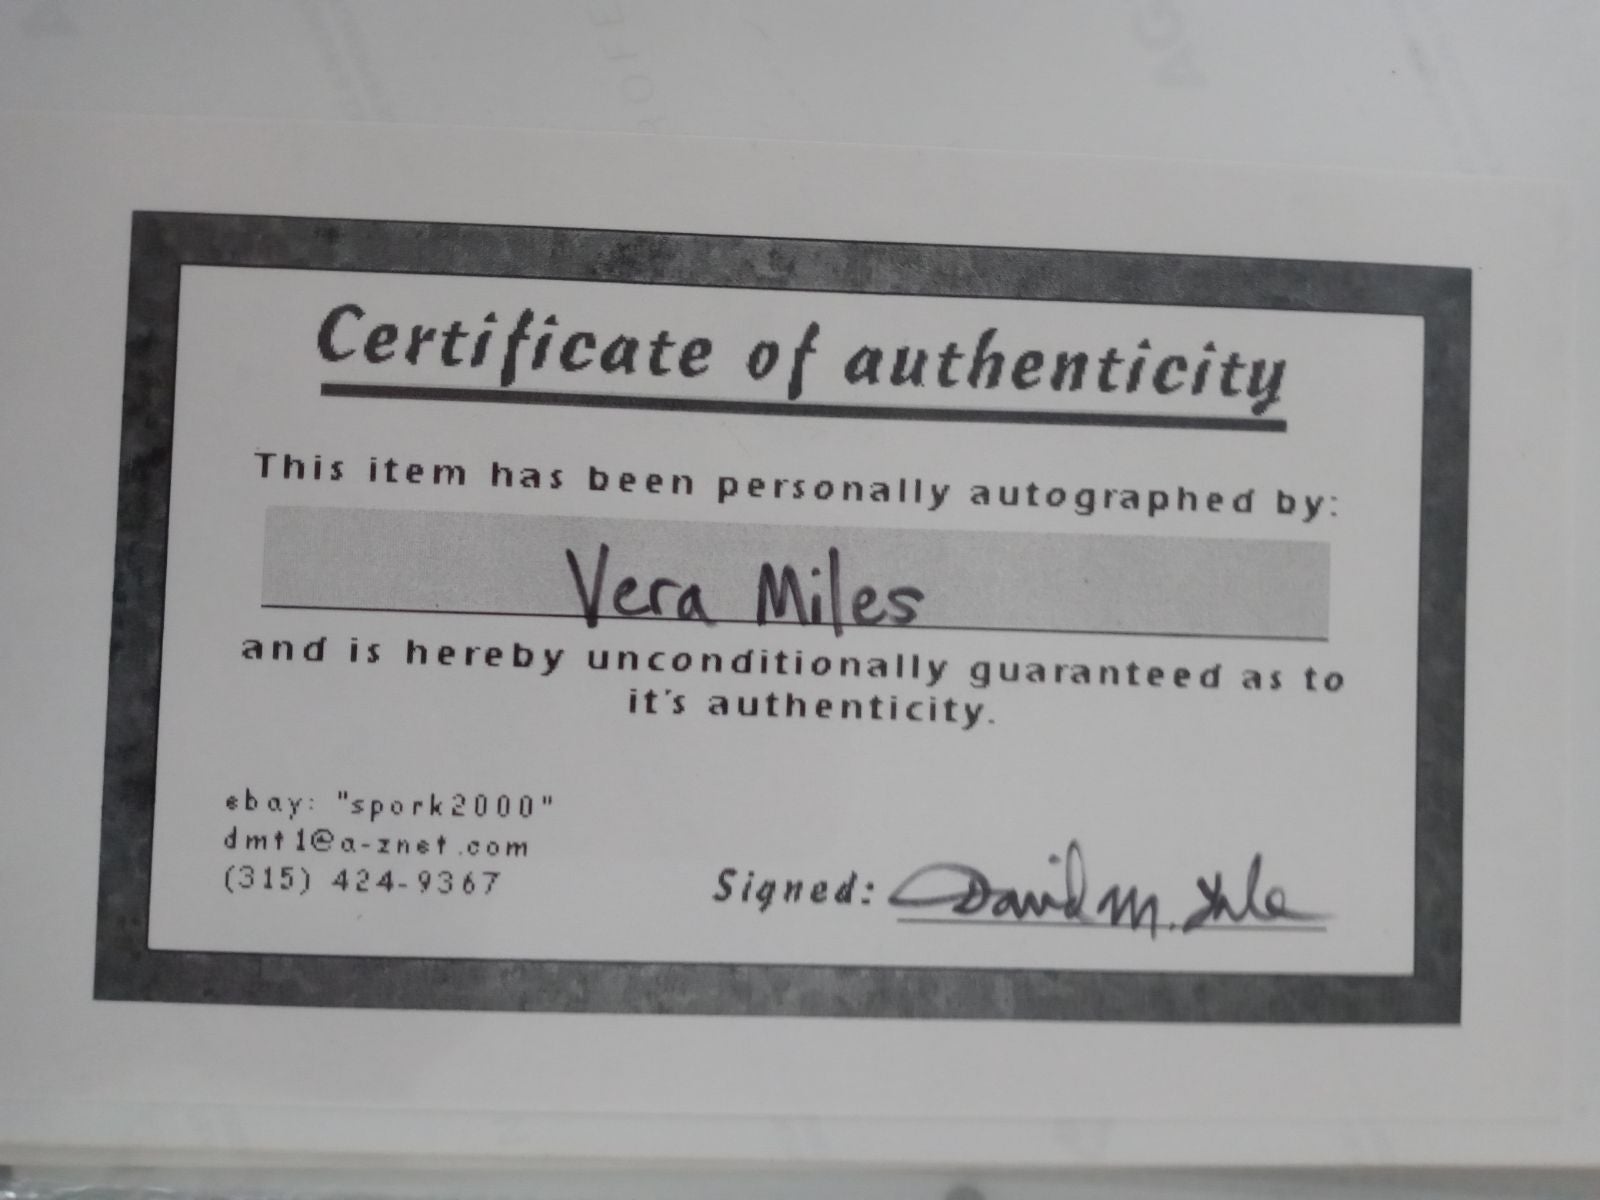 Certificate of authenticity
This item has been personally autographed by:
Vera Miles
and is hereby unconditionally guaranteed as to
it's authenticity.
ebay: "spork2000"
dmt1@a-znet.com
(315) 424-9367
Signed: David M.